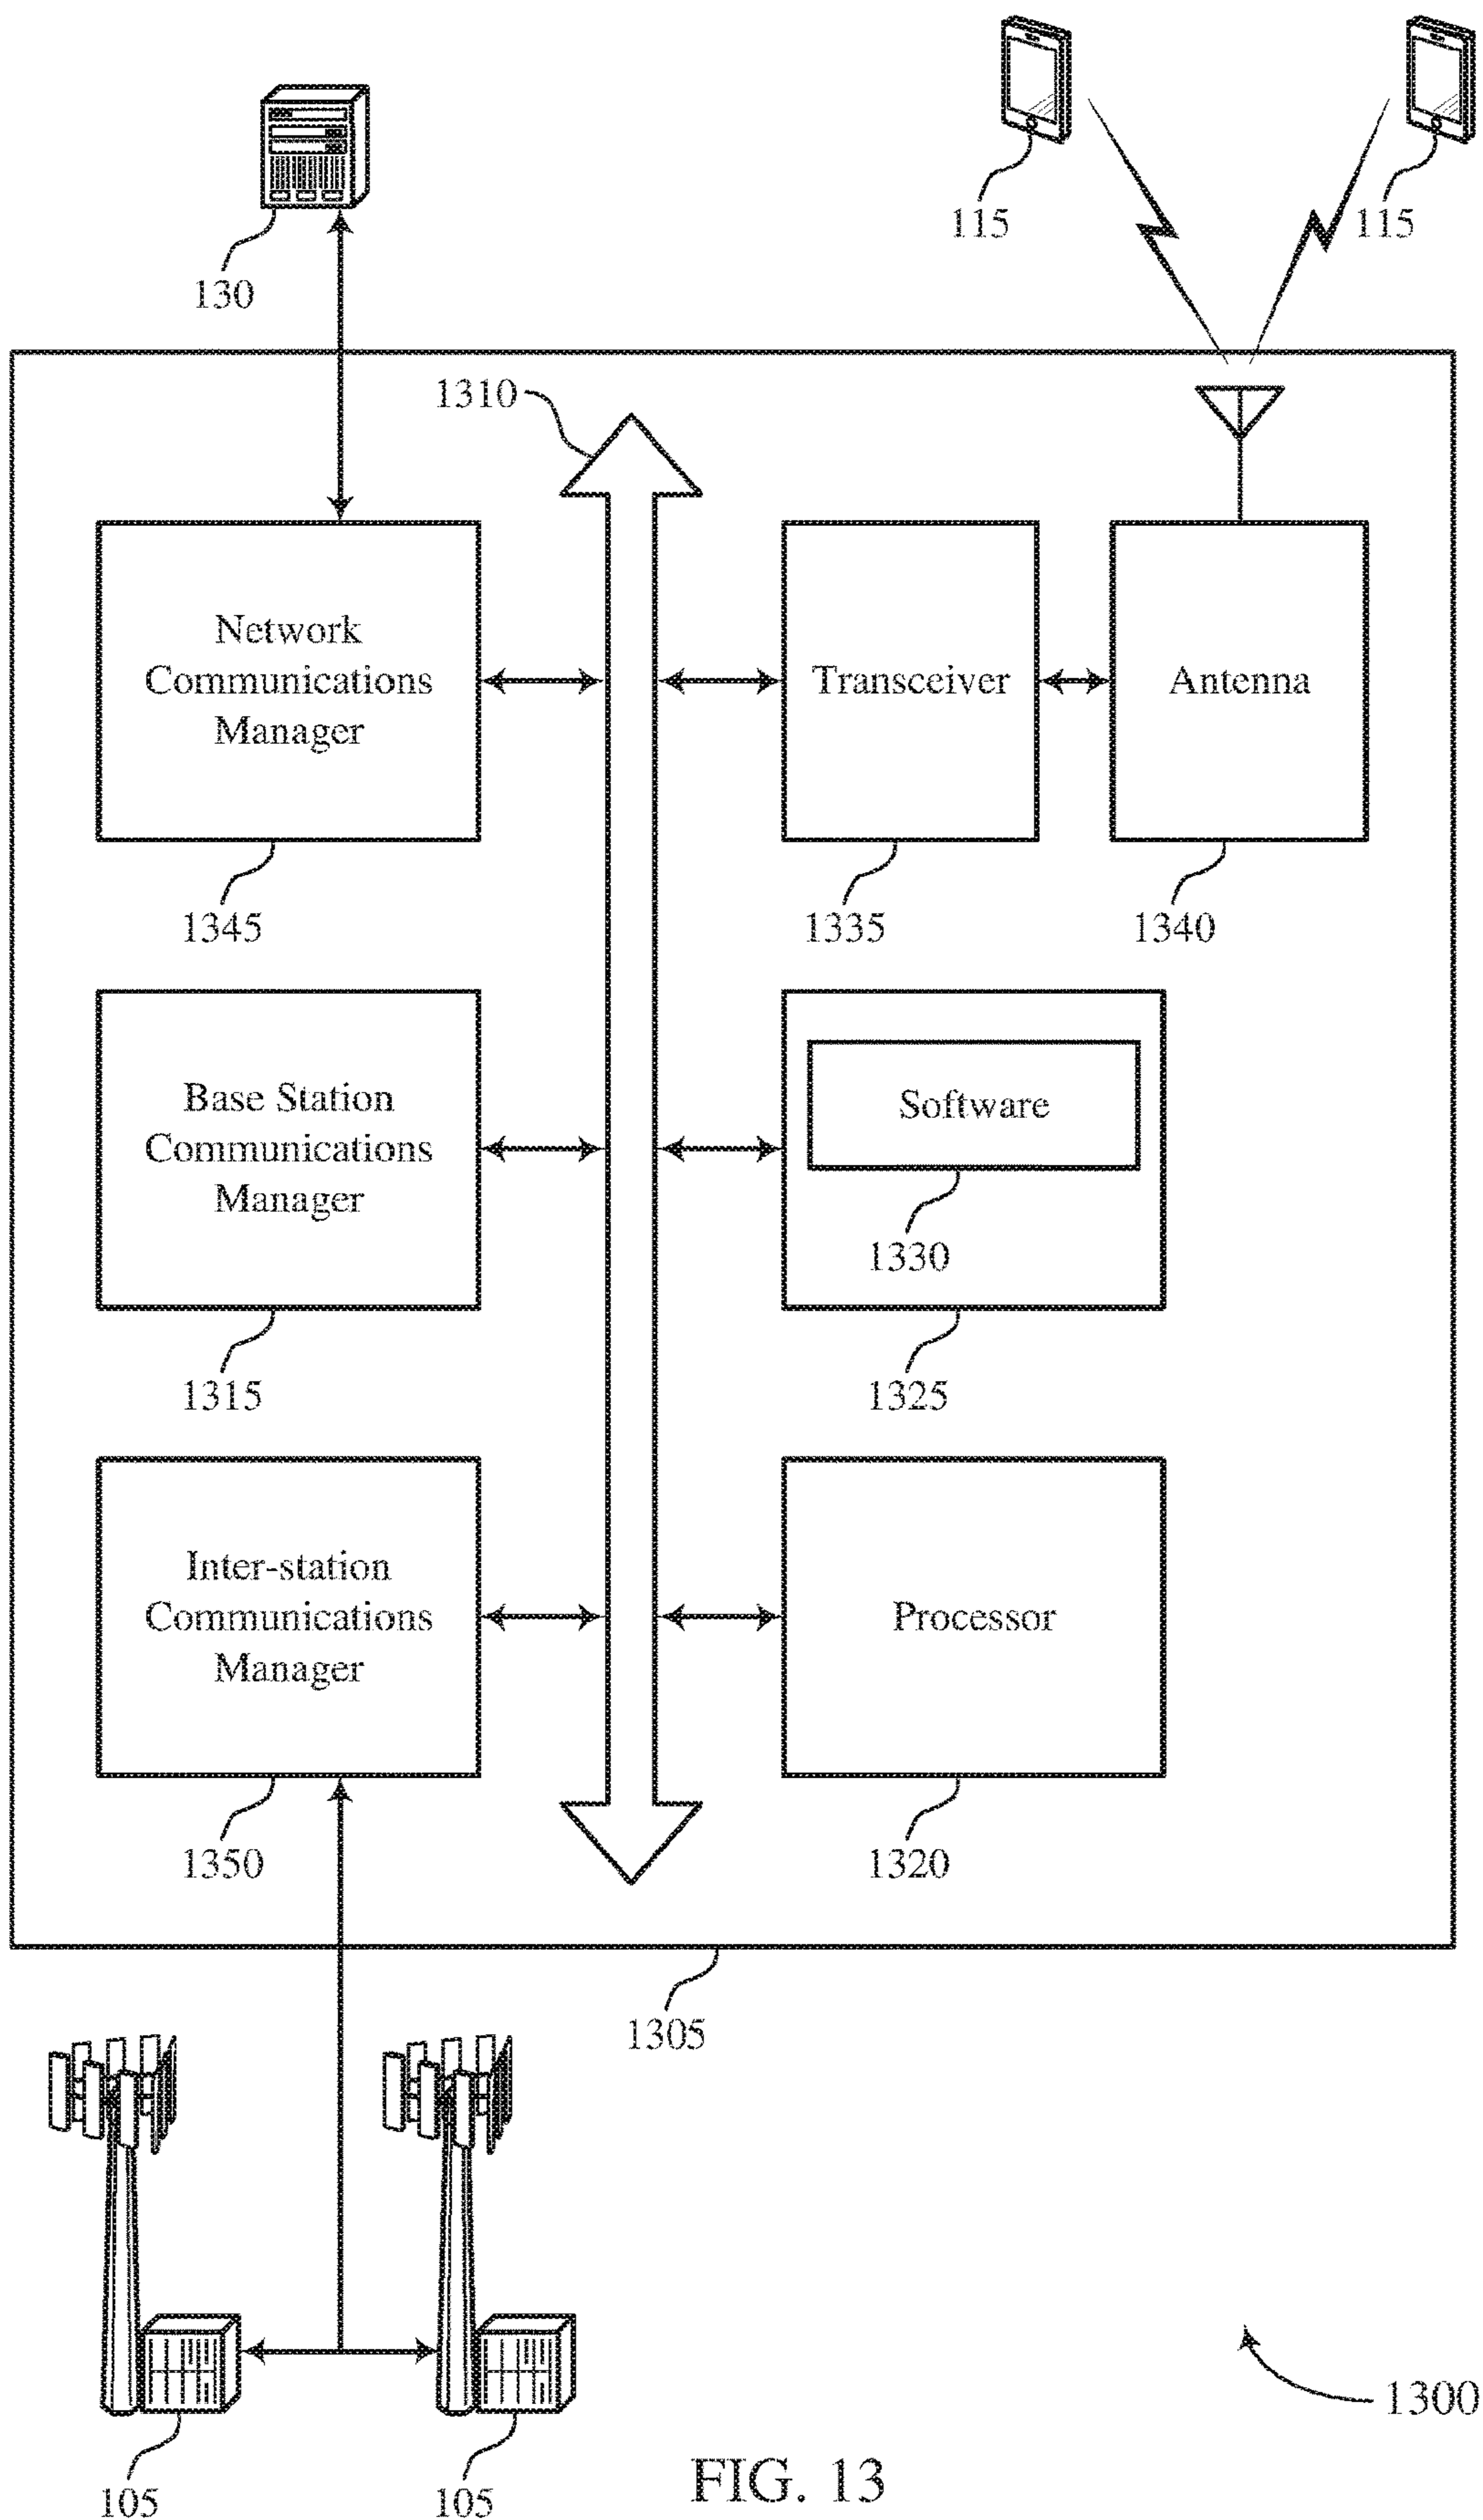 115
115
130
1310
Network
Communications
Manager
Transceiver
Antenna
1345
1335
1340
Base Station
Communications
Manager
Software
1330
1315
1325
Inter-station
Communications
Manager
Processor
1350
1320
1305
1300
105
105
FIG. 13